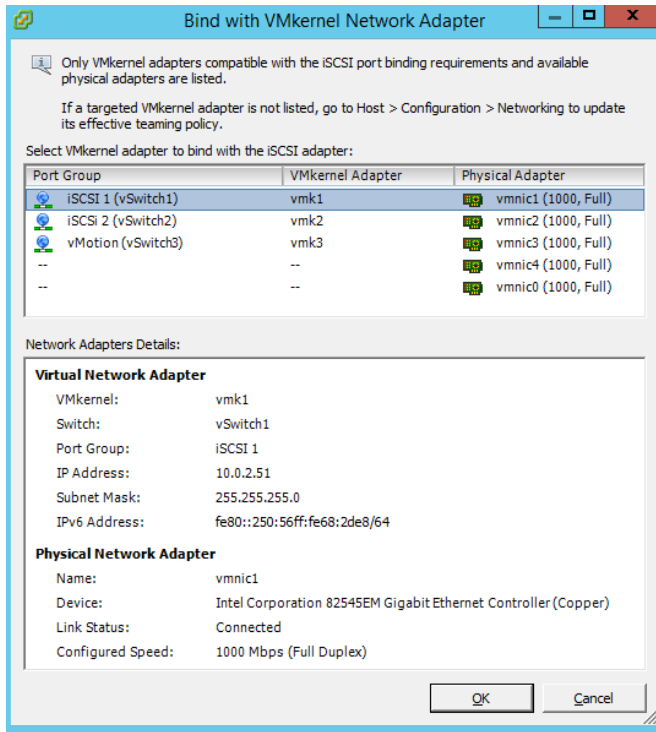 Bind with VMkernel Network Adapter
Only VMkernel adapters compatible with the iSCSI port binding requirements and available
physical adapters are listed.
If a targeted VMkernel adapter is not listed, go to Host > Configuration > Networking to update
its effective teaming policy.
Select VMkernel adapter to bind with the iSCSI adapter:
Port Group VMkernel Adapter Physical Adapter
iSCSI 1 (vSwitch1) vmk1 vmnic1 (1000, Full)
iSCSi 2 (vSwitch2) vmk2 vmnic2 (1000, Full)
vMotion (vSwitch3) vmk3 vmnic3 (1000, Full)
-- -- vmnic4 (1000, Full)
-- -- vmnic0 (1000, Full)
Network Adapters Details:
Virtual Network Adapter
VMkernel: vmk1
Switch: vSwitch1
Port Group: iSCSI 1
IP Address: 10.0.2.51
Subnet Mask: 255.255.255.0
IPv6 Address: fe80::250:56ff:fe68:2de8/64
Physical Network Adapter
Name: vmnic1
Device: Intel Corporation 82545EM Gigabit Ethernet Controller (Copper)
Link Status: Connected
Configured Speed: 1000 Mbps (Full Duplex)
OK Cancel